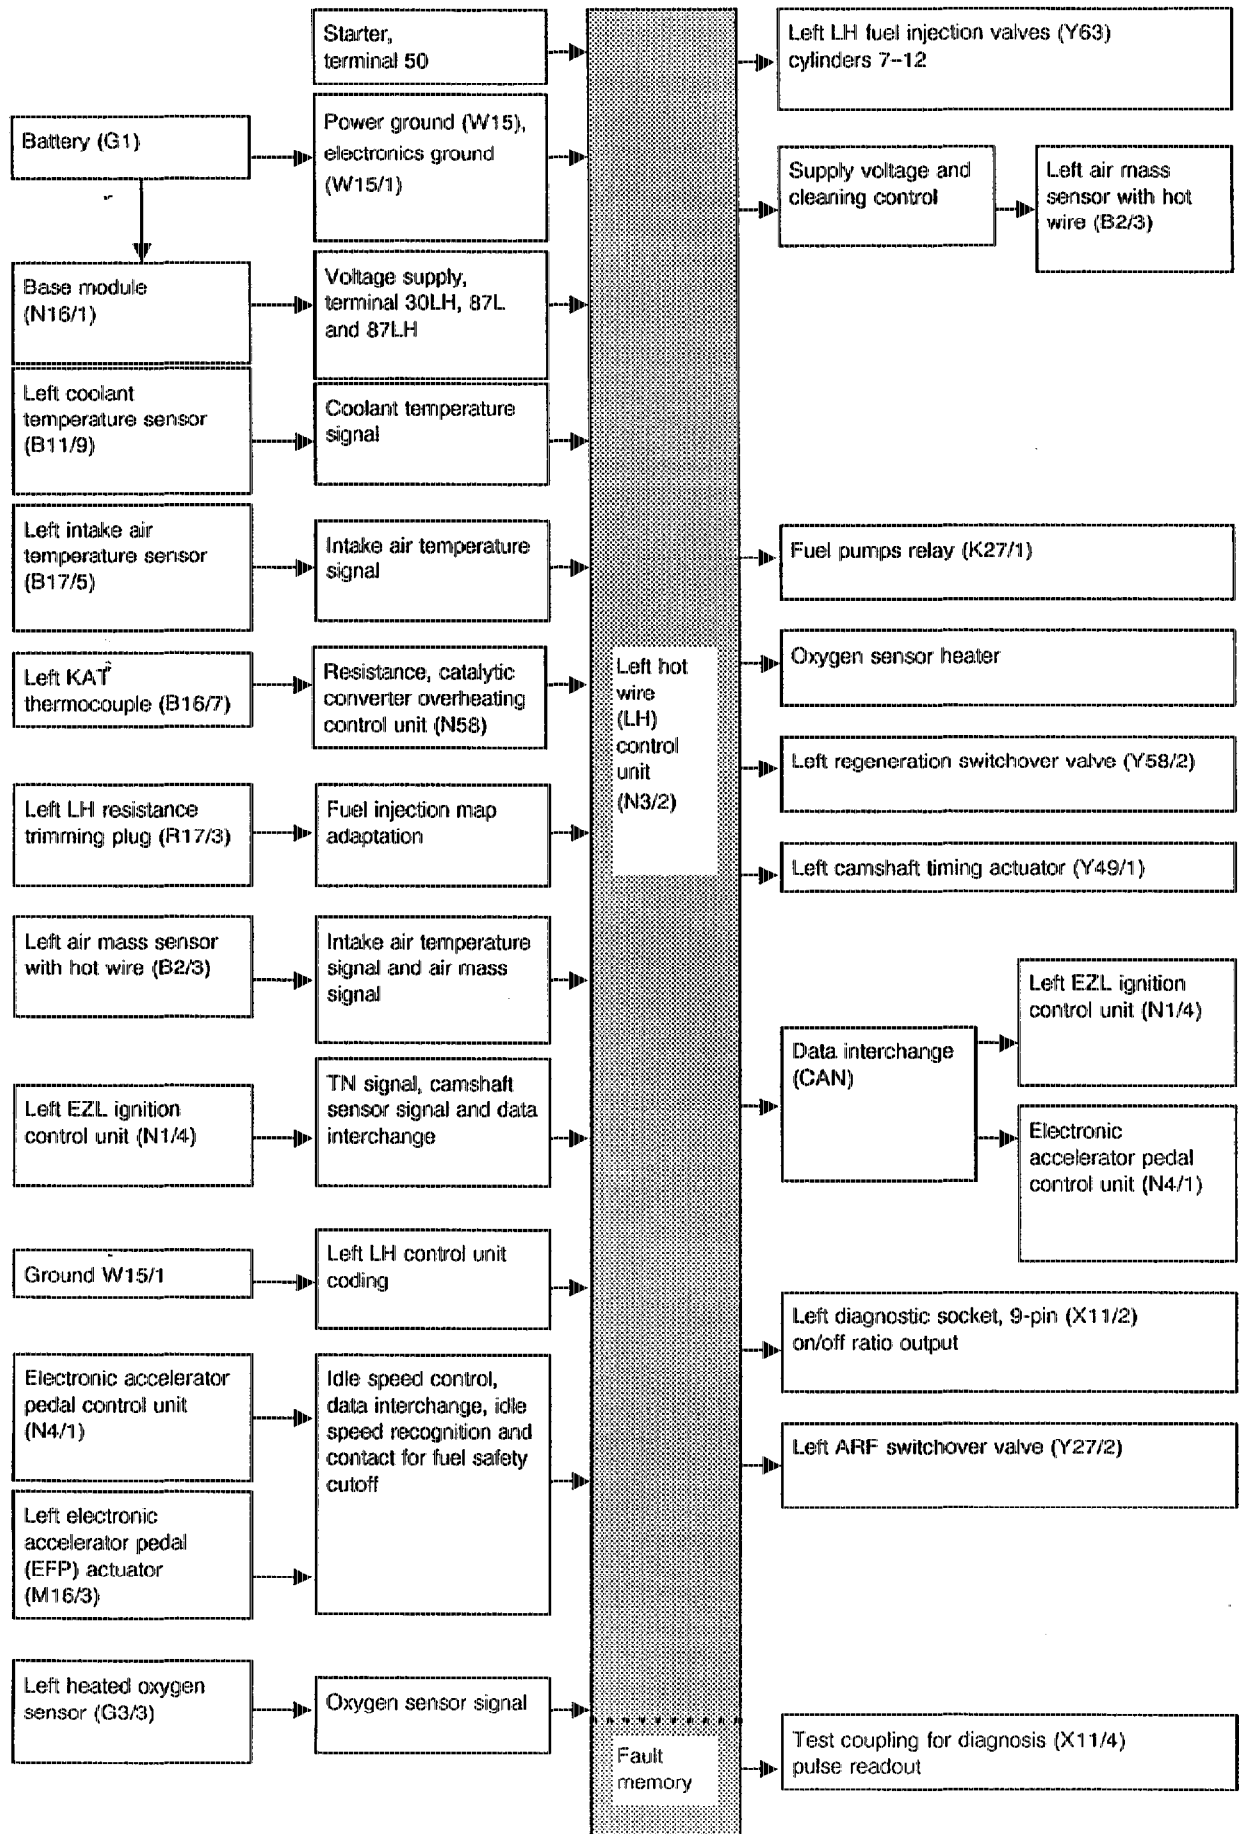 Starter,
terminal 50
Left LH fuel injection valves (Y63)
cylinders 7–12
Battery (G1)
Power ground (W15),
electronics ground
(W15/1)
Supply voltage and
cleaning control
Left air mass
sensor with hot
wire (B2/3)
Base module
(N16/1)
Voltage supply,
terminal 30LH, 87L
and 87LH
Left coolant
temperature sensor
(B11/9)
Coolant temperature
signal
Left intake air
temperature sensor
(B17/5)
Intake air temperature
signal
Fuel pumps relay (K27/1)
Left KAT
thermocouple (B16/7)
Resistance, catalytic
converter overheating
control unit (N58)
Left hot
wire
(LH)
control
unit
(N3/2)
Oxygen sensor heater
Left regeneration switchover valve (Y58/2)
Left LH resistance
trimming plug (R17/3)
Fuel injection map
adaptation
Left camshaft timing actuator (Y49/1)
Left air mass sensor
with hot wire (B2/3)
Intake air temperature
signal and air mass
signal
Left EZL ignition
control unit (N1/4)
Data interchange
(CAN)
Left EZL ignition
control unit (N1/4)
TN signal, camshaft
sensor signal and data
interchange
Electronic
accelerator pedal
control unit (N4/1)
Ground W15/1
Left LH control unit
coding
Left diagnostic socket, 9-pin (X11/2)
on/off ratio output
Electronic accelerator
pedal control unit
(N4/1)
Idle speed control,
data interchange, idle
speed recognition and
contact for fuel safety
cutoff
Left ARF switchover valve (Y27/2)
Left electronic
accelerator pedal
(EFP) actuator
(M16/3)
Left heated oxygen
sensor (G3/3)
Oxygen sensor signal
Fault
memory
Test coupling for diagnosis (X11/4)
pulse readout